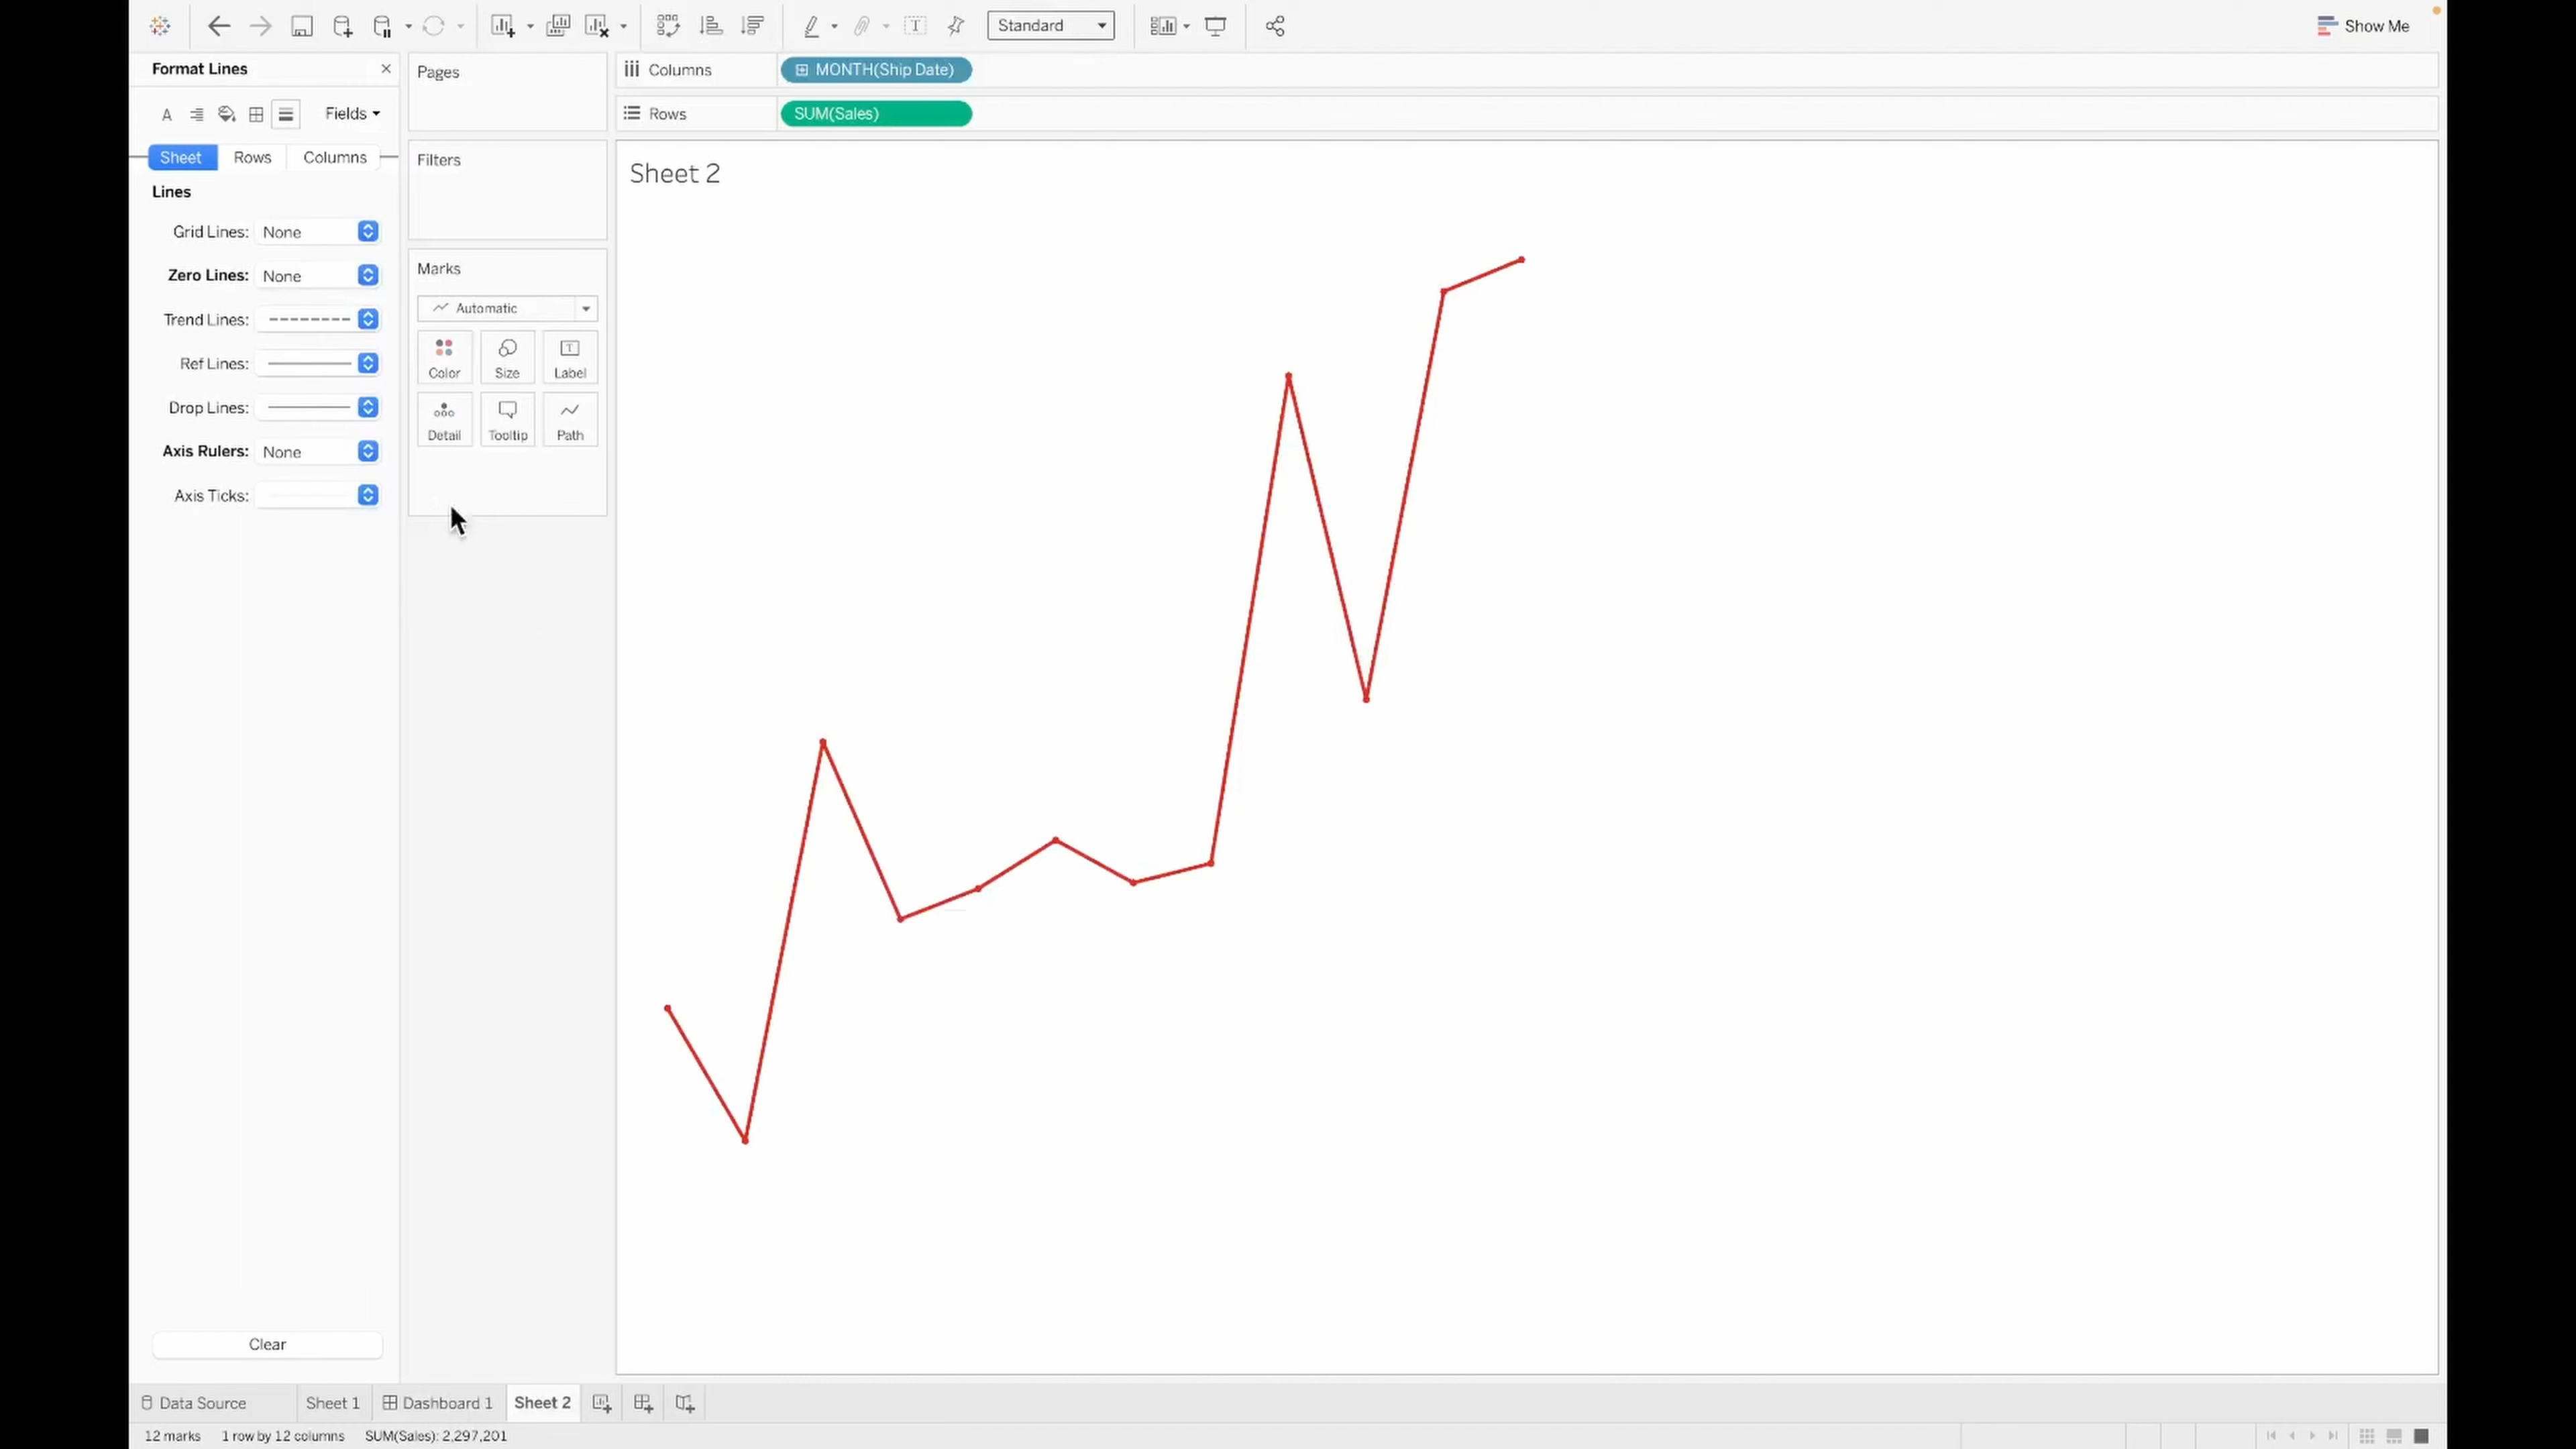 Standard
Show Me
Format Lines
Fields
Sheet Rows Columns
Lines
Grid Lines: None
Zero Lines: None
Trend Lines:
Ref Lines:
Drop Lines:
Axis Rulers: None
Axis Ticks:
Clear
Pages
Filters
Marks
Automatic
Color Size Label
Detail Tooltip Path
Columns MONTH(Ship Date)
Rows SUM(Sales)
Sheet 2
Data Source Sheet 1 Dashboard 1 Sheet 2
12 marks 1 row by 12 columns SUM(Sales): 2,297,201